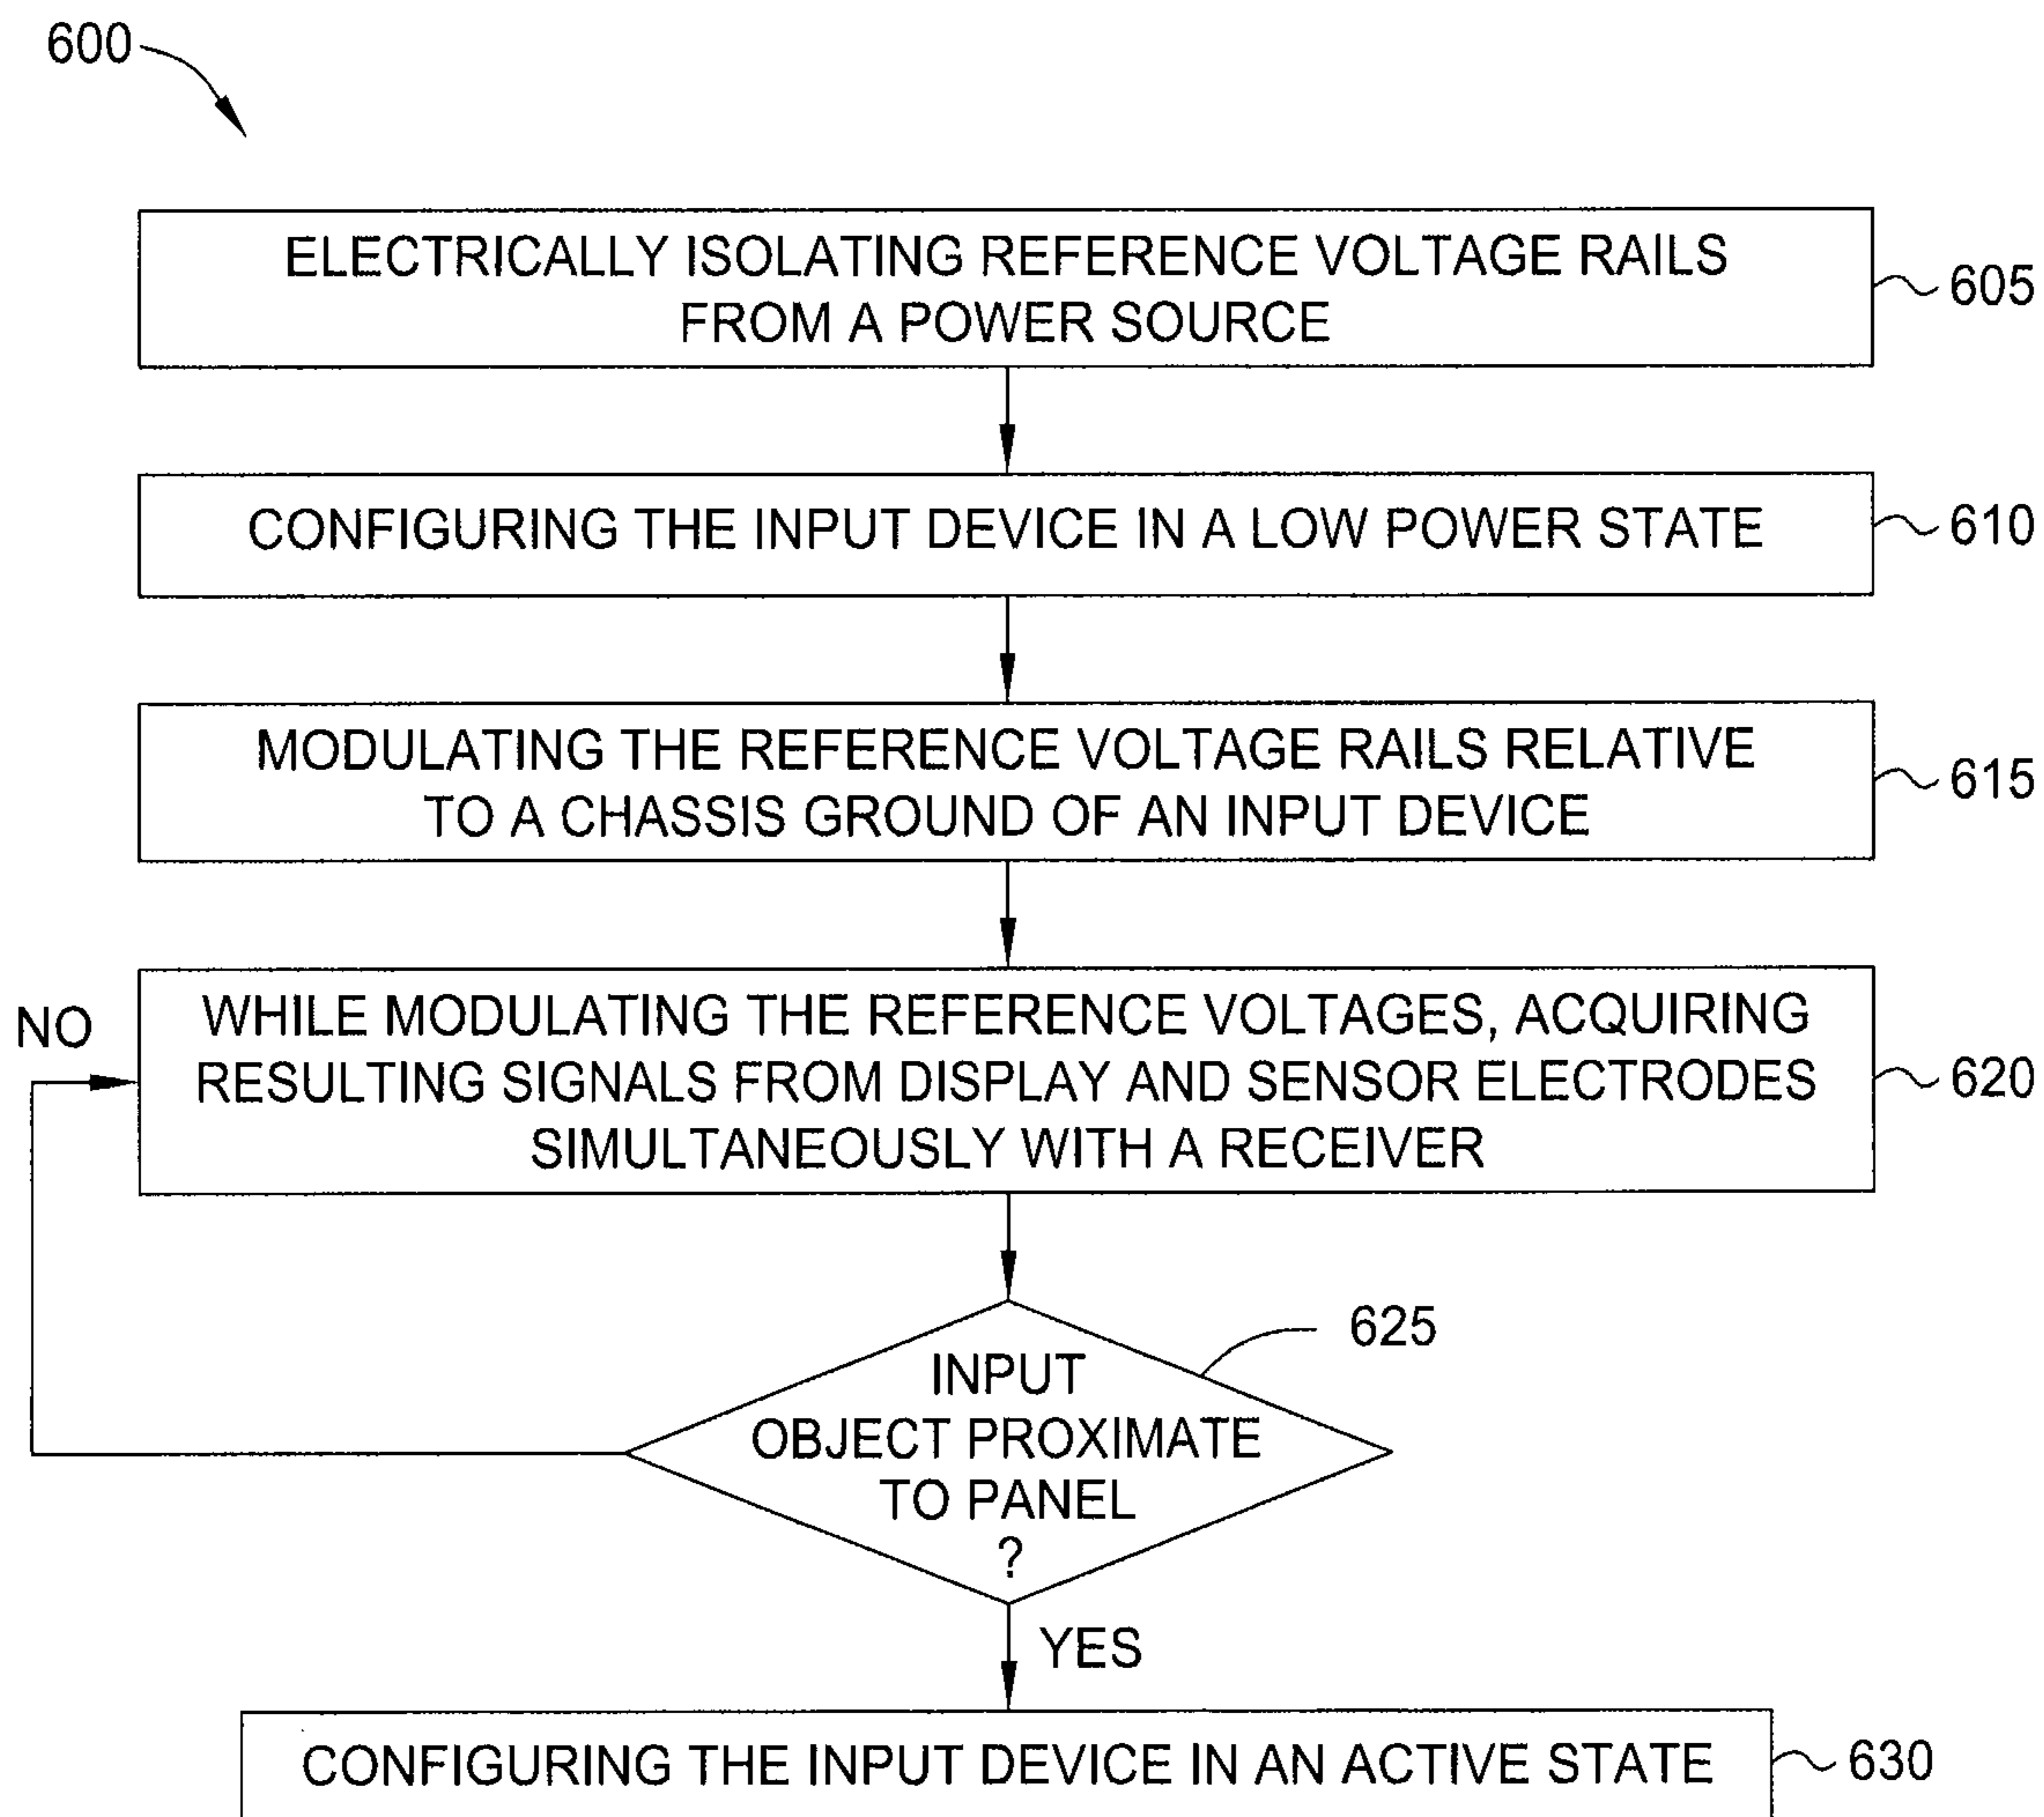 600
ELECTRICALLY ISOLATING REFERENCE VOLTAGE RAILS
FROM A POWER SOURCE
605
CONFIGURING THE INPUT DEVICE IN A LOW POWER STATE
610
MODULATING THE REFERENCE VOLTAGE RAILS RELATIVE
TO A CHASSIS GROUND OF AN INPUT DEVICE
615
NO
WHILE MODULATING THE REFERENCE VOLTAGES, ACQUIRING
RESULTING SIGNALS FROM DISPLAY AND SENSOR ELECTRODES
SIMULTANEOUSLY WITH A RECEIVER
620
625
INPUT
OBJECT PROXIMATE
TO PANEL
?
YES
CONFIGURING THE INPUT DEVICE IN AN ACTIVE STATE
630